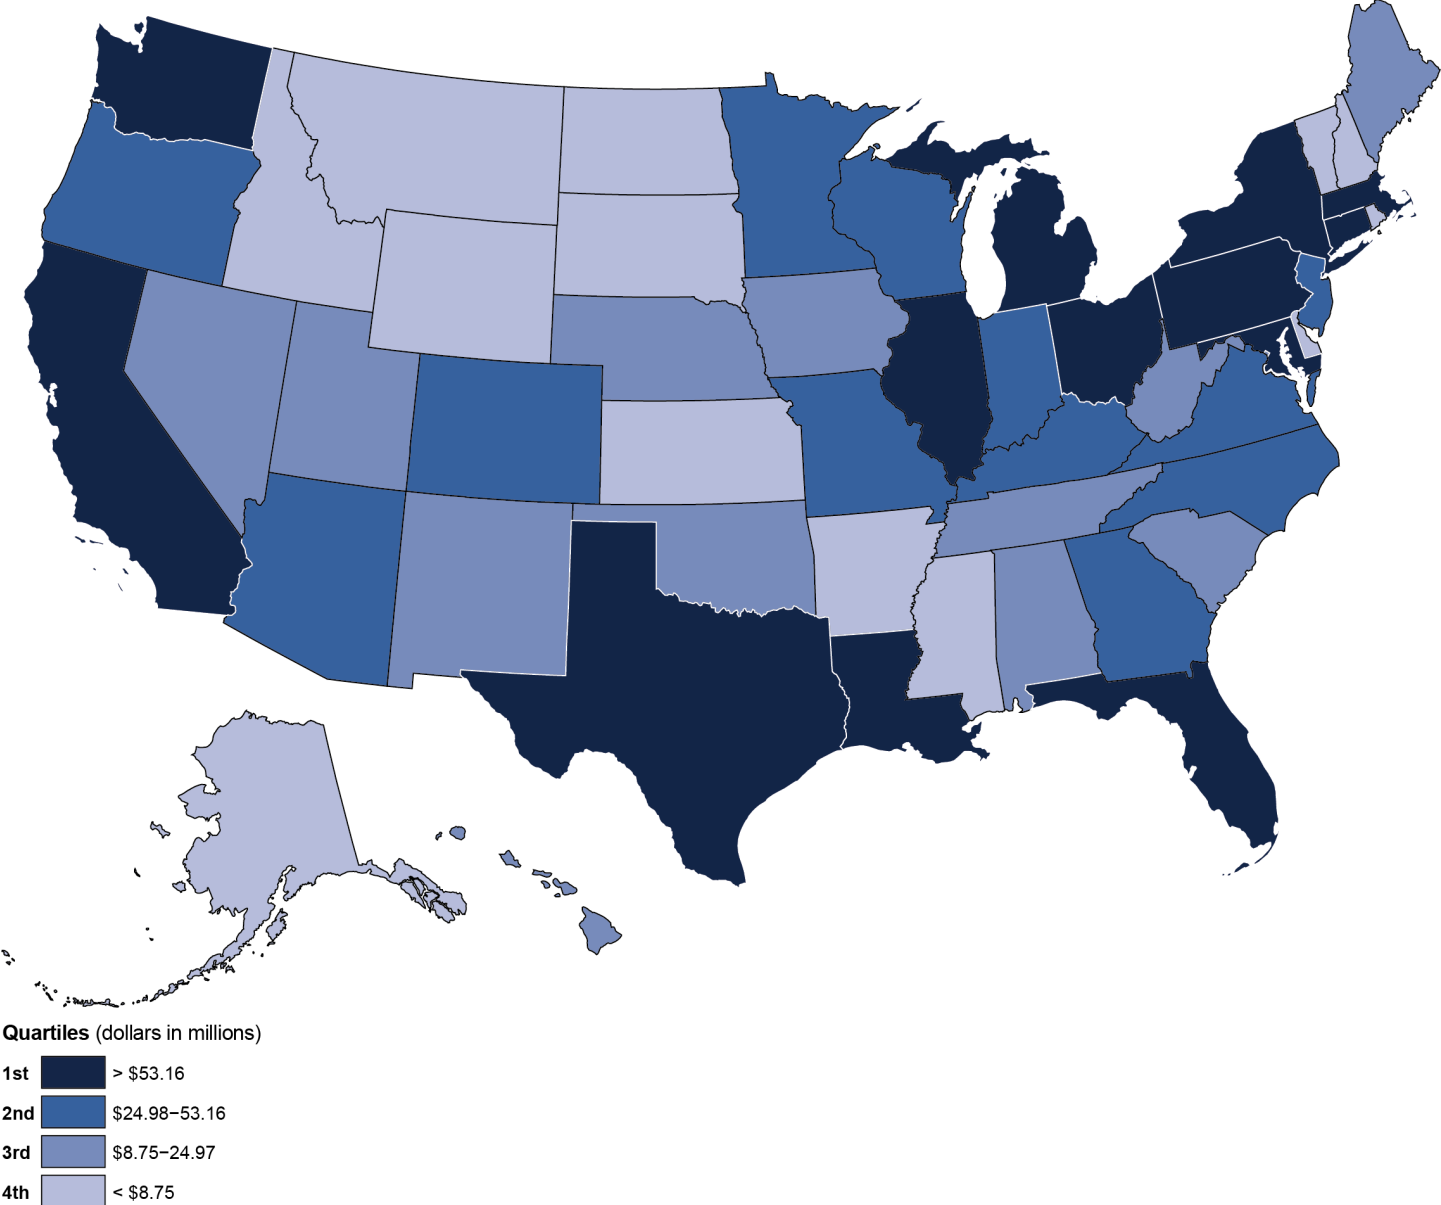 Quartiles (dollars in millions)
1st > $53.16
2nd $24.98−53.16
3rd $8.75−24.97
4th < $8.75